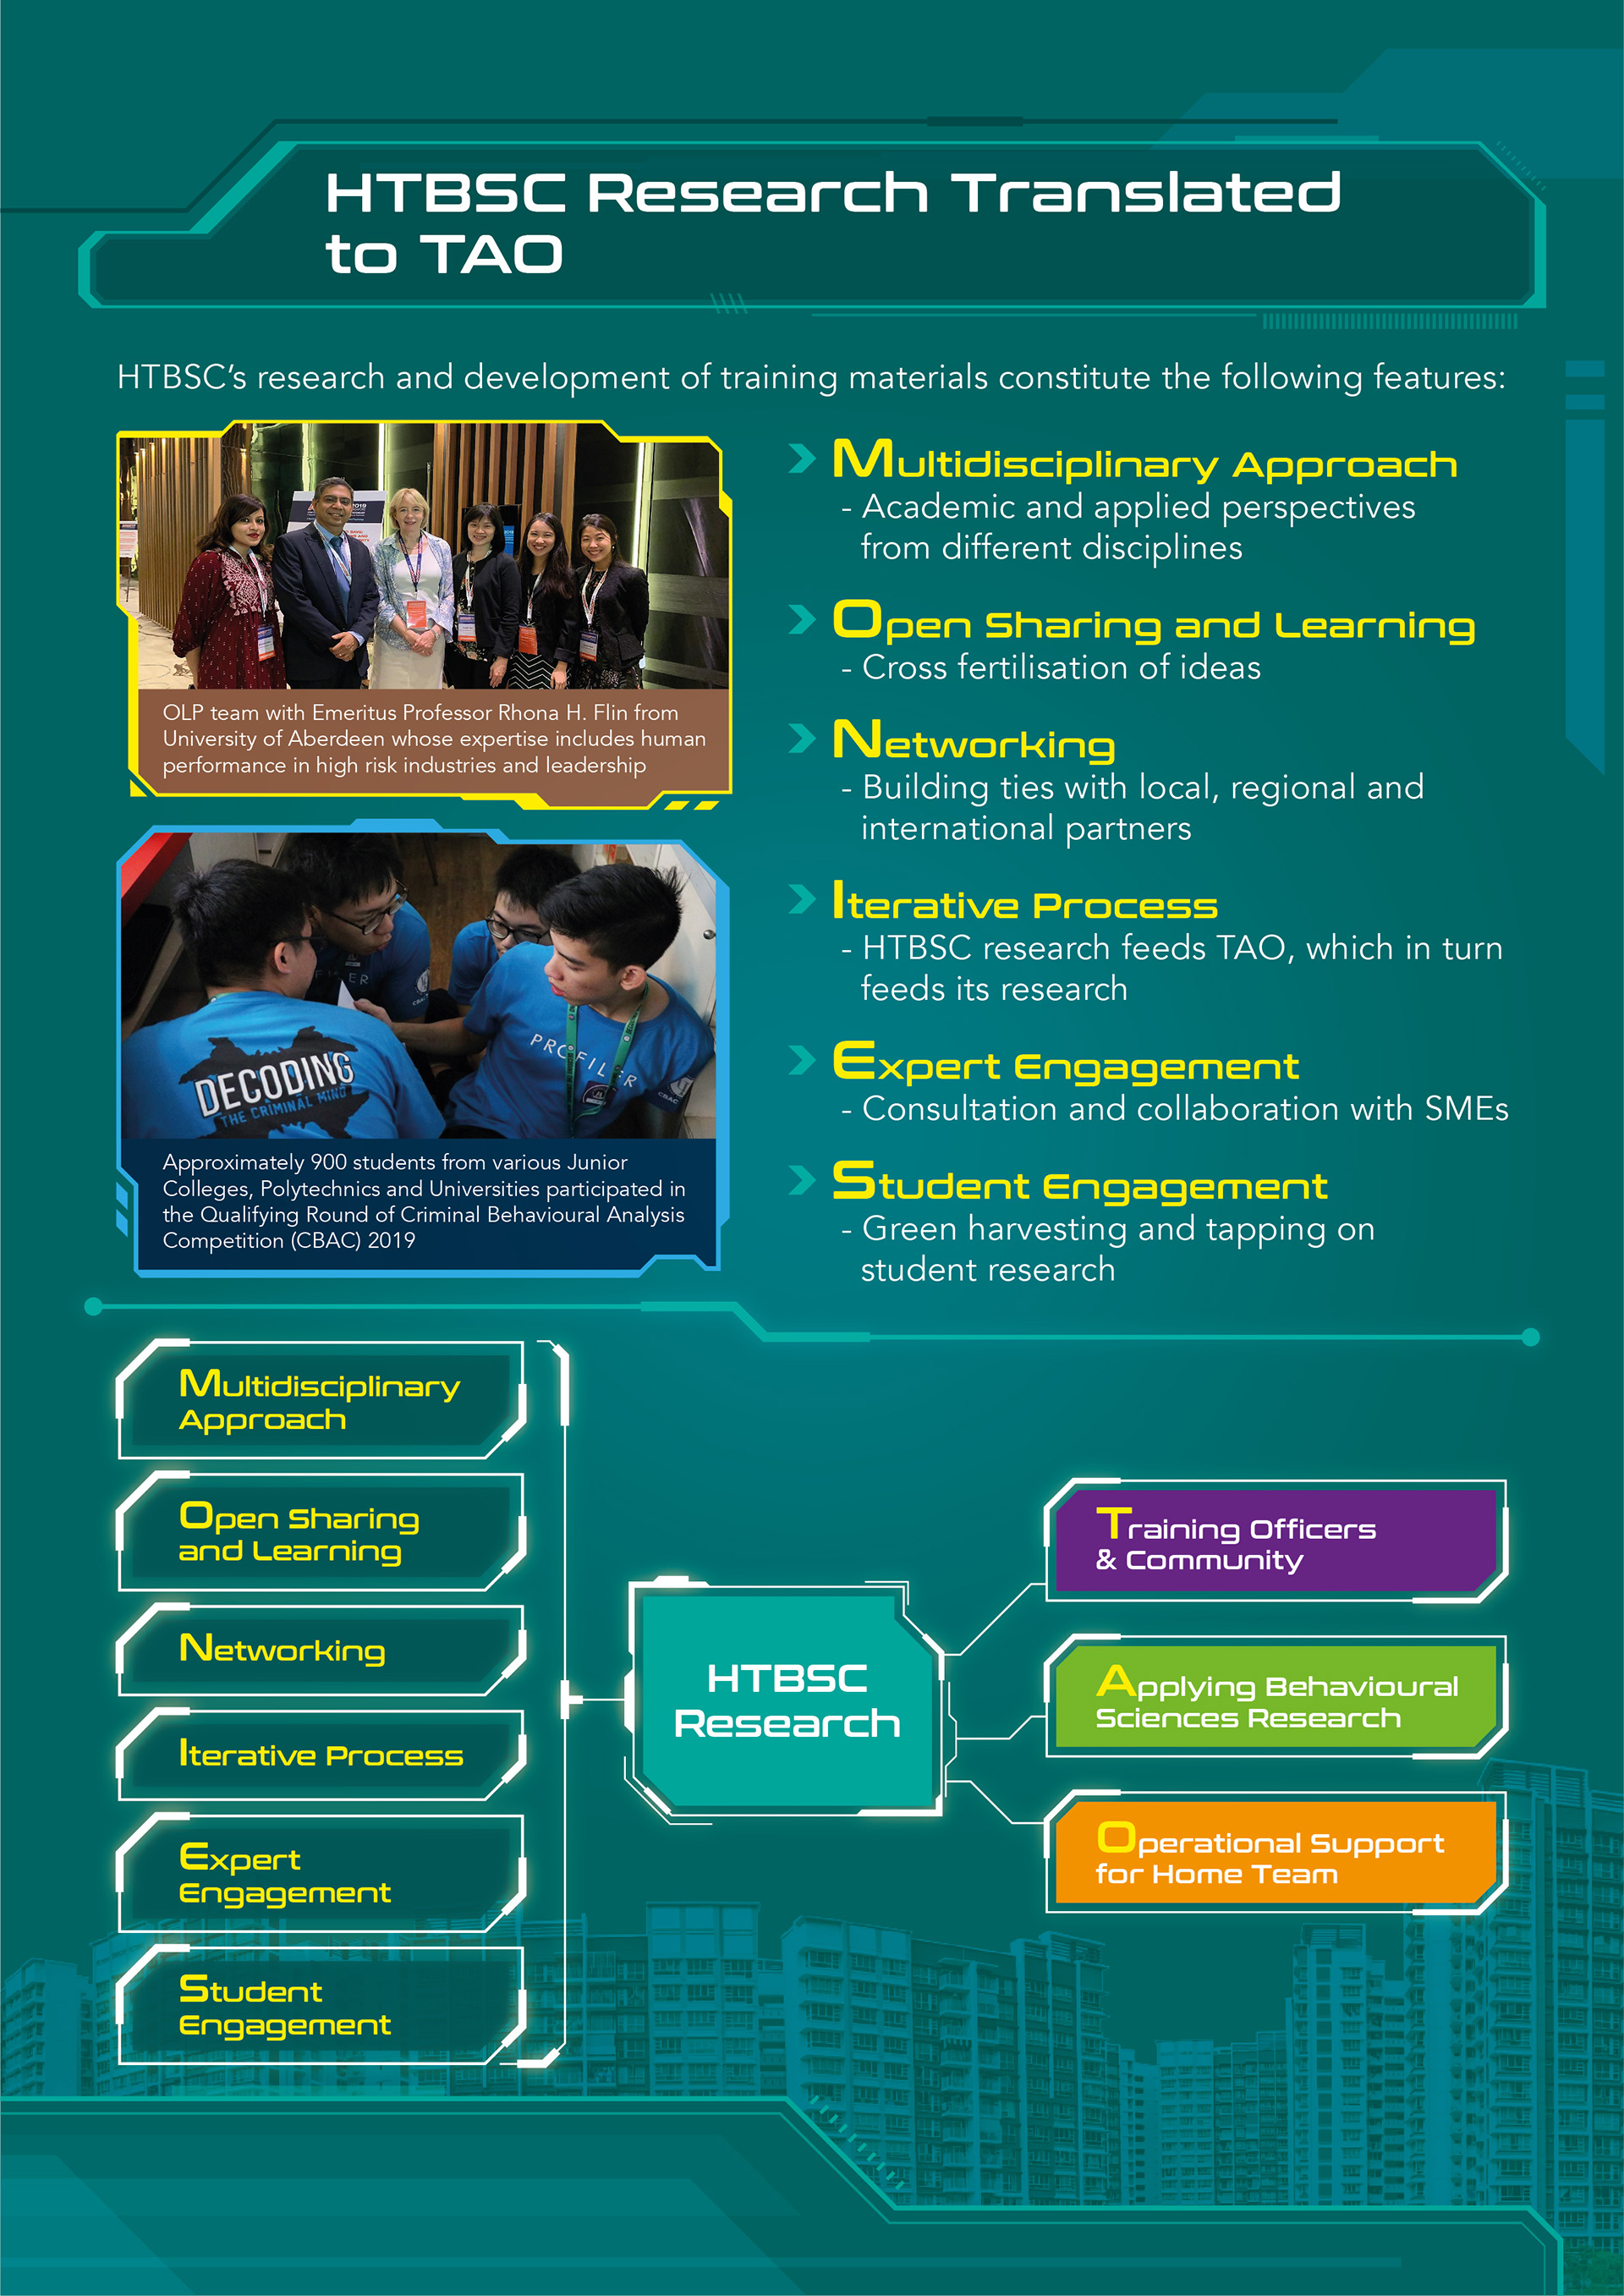 HTBSC Research Translated
to TAO
HTBSC's research and development of training materials constitute the following features:
2019
OLP team with Emeritus Professor Rhona H. Flin from
University of Aberdeen whose expertise includes human
performance in high risk industries and leadership
DECODING
THE CRIMINAL MIND
PROFILER
CBAC
Approximately 900 students from various Junior
Colleges, Polytechnics and Universities participated in
the Qualifying Round of Criminal Behavioural Analysis
Competition (CBAC) 2019
Multidisciplinary Approach
- Academic and applied perspectives
from different disciplines
Open Sharing and Learning
- Cross fertilisation of ideas
Networking
- Building ties with local, regional and
international partners
Iterative Process
- HTBSC research feeds TAO, which in turn
feeds its research
Expert Engagement
- Consultation and collaboration with SMEs
Student Engagement
- Green harvesting and tapping on
student research
Multidisciplinary
Approach
Open Sharing
and Learning
Networking
Iterative Process
Expert
Engagement
Student
Engagement
HTBSC
Research
Training Officers
& Community
Applying Behavioural
Sciences Research
Operational Support
for Home Team